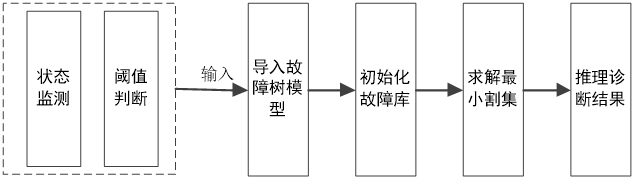 状态
监测
阈值
判断
输入
导入故
障树模
型
初始化
故障库
求解最
小割集
推理诊
断结果